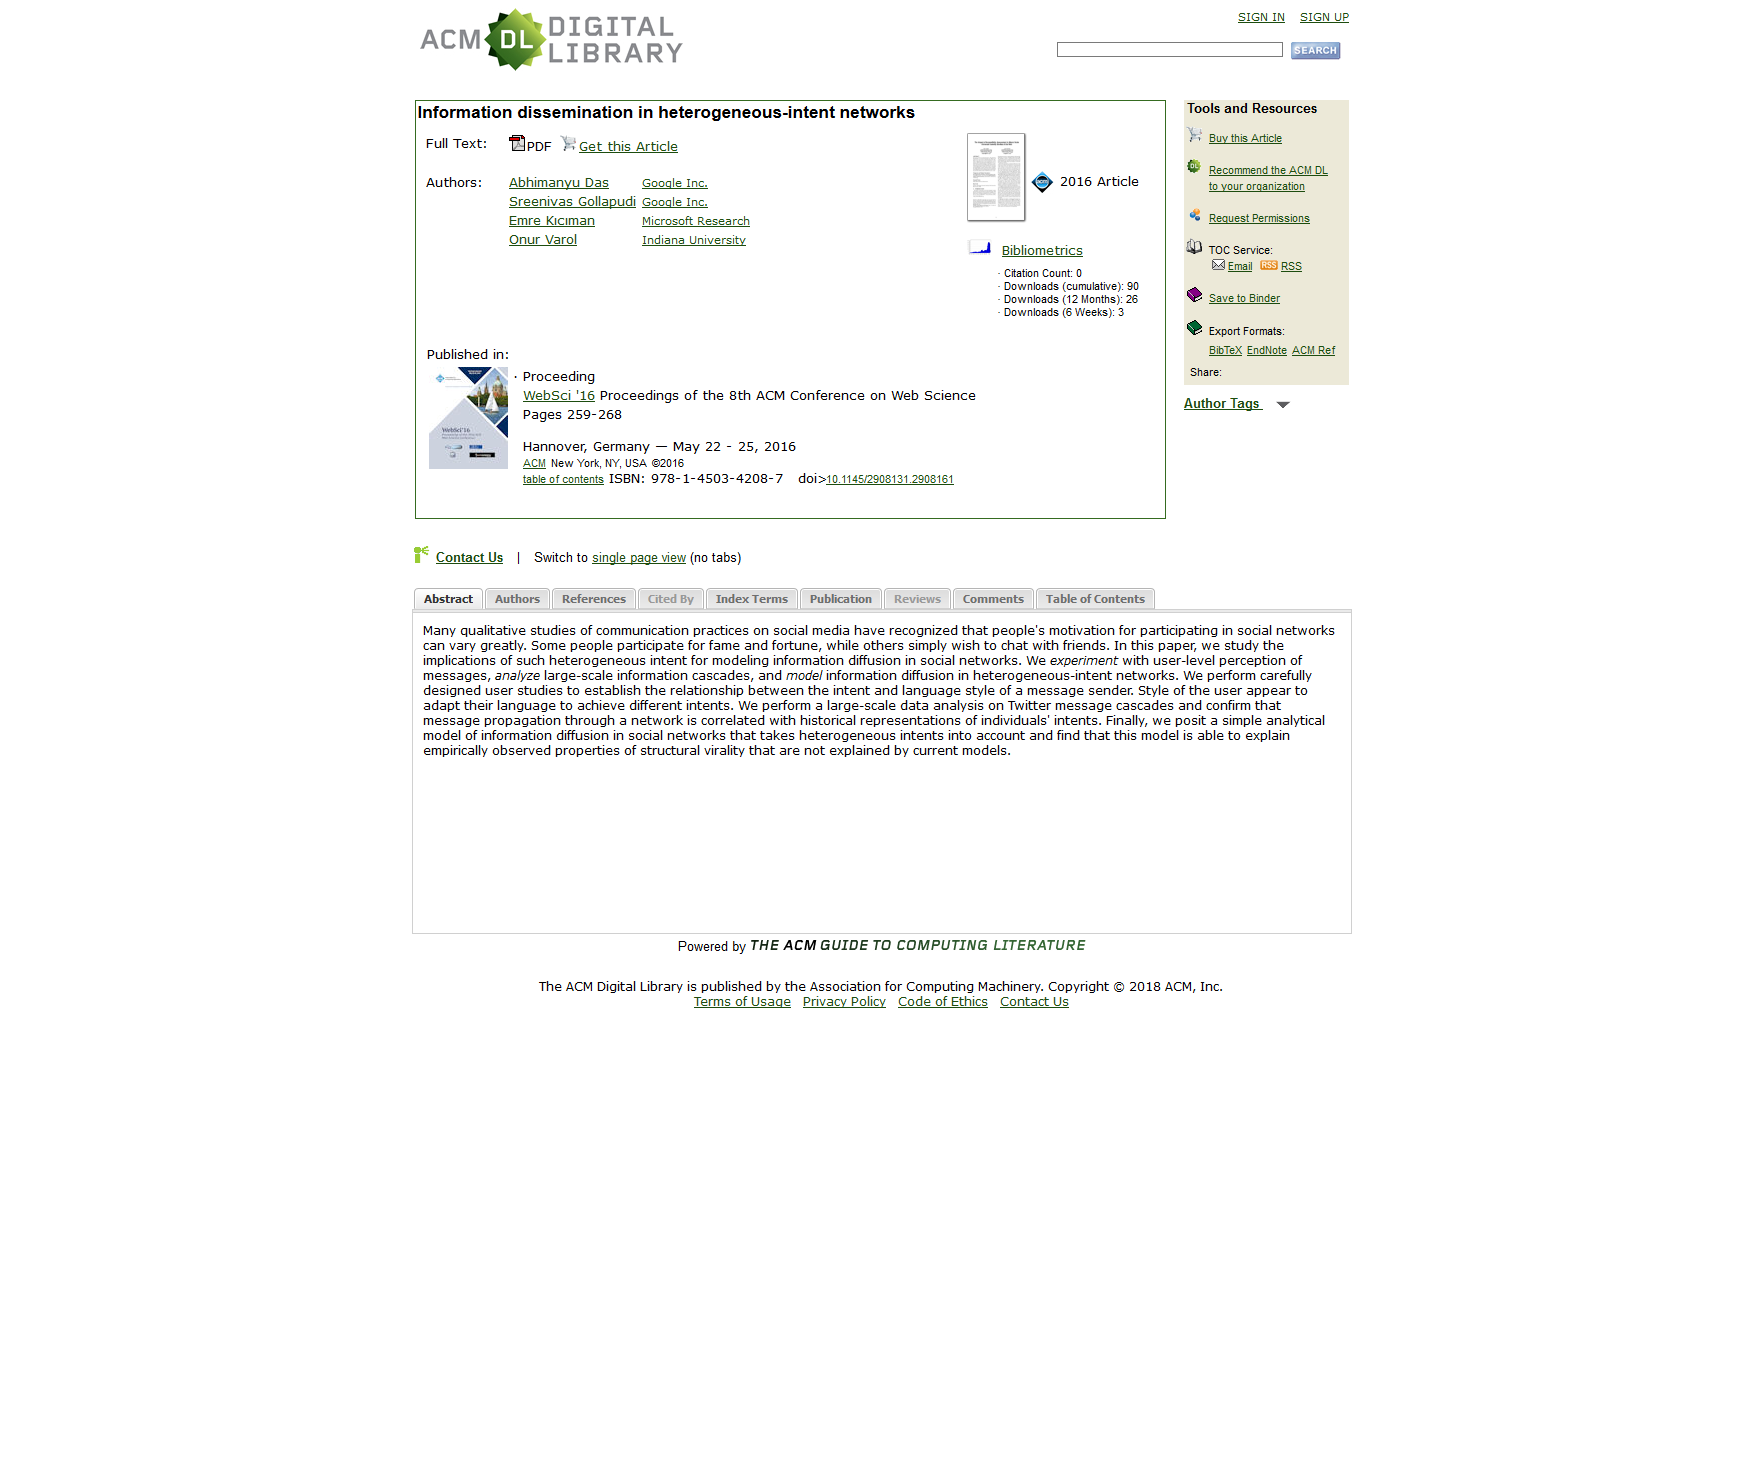 ACM DL DIGITAL LIBRARY
SIGN IN SIGN UP
SEARCH
Information dissemination in heterogeneous-intent networks
Full Text: PDF Get this Article
Authors: Abhimanyu Das Google Inc.
Sreenivas Gollapudi Google Inc.
Emre Kıcıman Microsoft Research
Onur Varol Indiana University
2016 Article
Bibliometrics
· Citation Count: 0
· Downloads (cumulative): 90
· Downloads (12 Months): 26
· Downloads (6 Weeks): 3
Published in:
· Proceeding
WebSci '16 Proceedings of the 8th ACM Conference on Web Science
Pages 259-268
Hannover, Germany — May 22 - 25, 2016
ACM New York, NY, USA ©2016
table of contents ISBN: 978-1-4503-4208-7 doi>10.1145/2908131.2908161
WebSci'16
Tools and Resources
Buy this Article
Recommend the ACM DL
to your organization
Request Permissions
TOC Service:
Email RSS RSS
Save to Binder
Export Formats:
BibTeX EndNote ACM Ref
Share:
Author Tags
Contact Us | Switch to single page view (no tabs)
Abstract Authors References Cited By Index Terms Publication Reviews Comments Table of Contents
Many qualitative studies of communication practices on social media have recognized that people's motivation for participating in social networks
can vary greatly. Some people participate for fame and fortune, while others simply wish to chat with friends. In this paper, we study the
implications of such heterogeneous intent for modeling information diffusion in social networks. We experiment with user-level perception of
messages, analyze large-scale information cascades, and model information diffusion in heterogeneous-intent networks. We perform carefully
designed user studies to establish the relationship between the intent and language style of a message sender. Style of the user appear to
adapt their language to achieve different intents. We perform a large-scale data analysis on Twitter message cascades and confirm that
message propagation through a network is correlated with historical representations of individuals' intents. Finally, we posit a simple analytical
model of information diffusion in social networks that takes heterogeneous intents into account and find that this model is able to explain
empirically observed properties of structural virality that are not explained by current models.
Powered by THE ACM GUIDE TO COMPUTING LITERATURE
The ACM Digital Library is published by the Association for Computing Machinery. Copyright © 2018 ACM, Inc.
Terms of Usage Privacy Policy Code of Ethics Contact Us